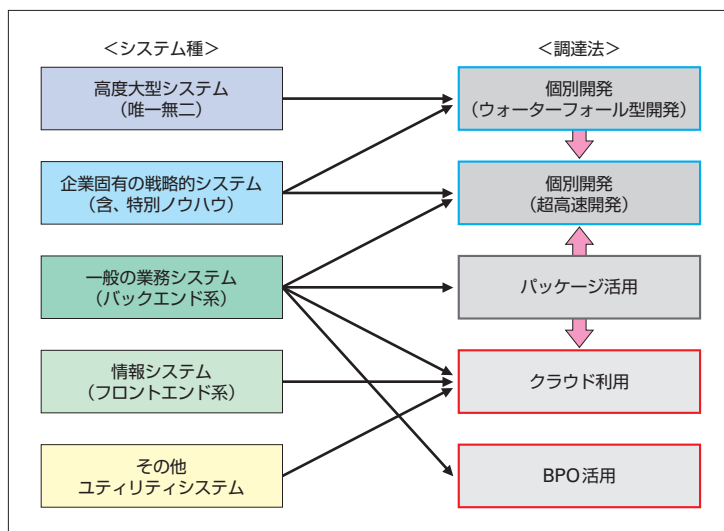 ＜システム種＞
＜調達法＞
高度大型システム
（唯一無二）
個別開発
（ウォーターフォール型開発）
企業固有の戦略的システム
（含、特別ノウハウ）
個別開発
（超高速開発）
一般の業務システム
（バックエンド系）
パッケージ活用
情報システム
（フロントエンド系）
クラウド利用
その他
ユティリティシステム
BPO活用